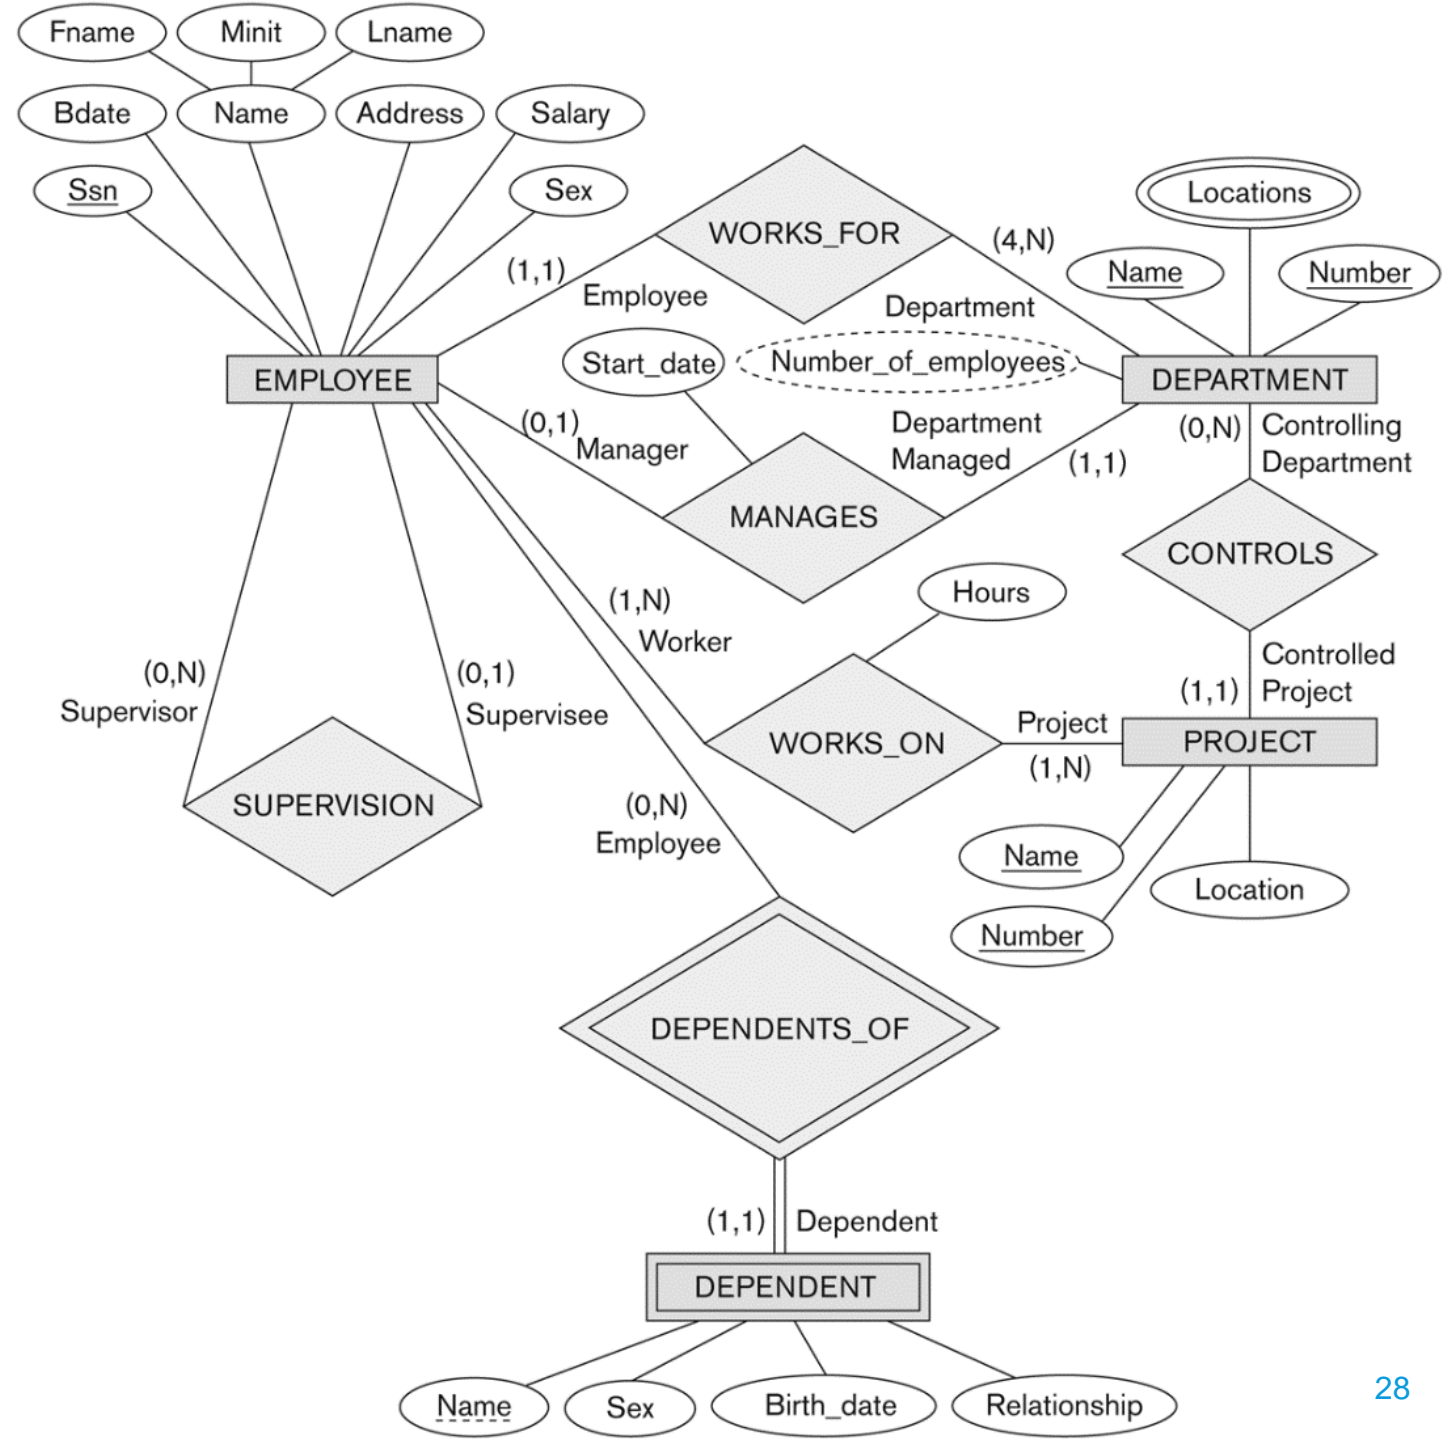 Fname
Minit
Lname
Bdate
Name
Address
Salary
Ssn
Sex
WORKS_FOR
Locations
(1,1)
Employee
(4,N)
Department
Name
Number
Start_date
Number_of_employees
EMPLOYEE
DEPARTMENT
(0,1)
Manager
Department
Managed
(1,1)
(0,N)
Controlling
Department
MANAGES
CONTROLS
Hours
(1,N)
Worker
(0,N)
Supervisor
(0,1)
Supervisee
Controlled
Project
(1,1)
Project
(1,N)
WORKS_ON
PROJECT
SUPERVISION
(0,N)
Employee
Name
Location
Number
DEPENDENTS_OF
(1,1)
Dependent
DEPENDENT
Name
Sex
Birth_date
Relationship
28